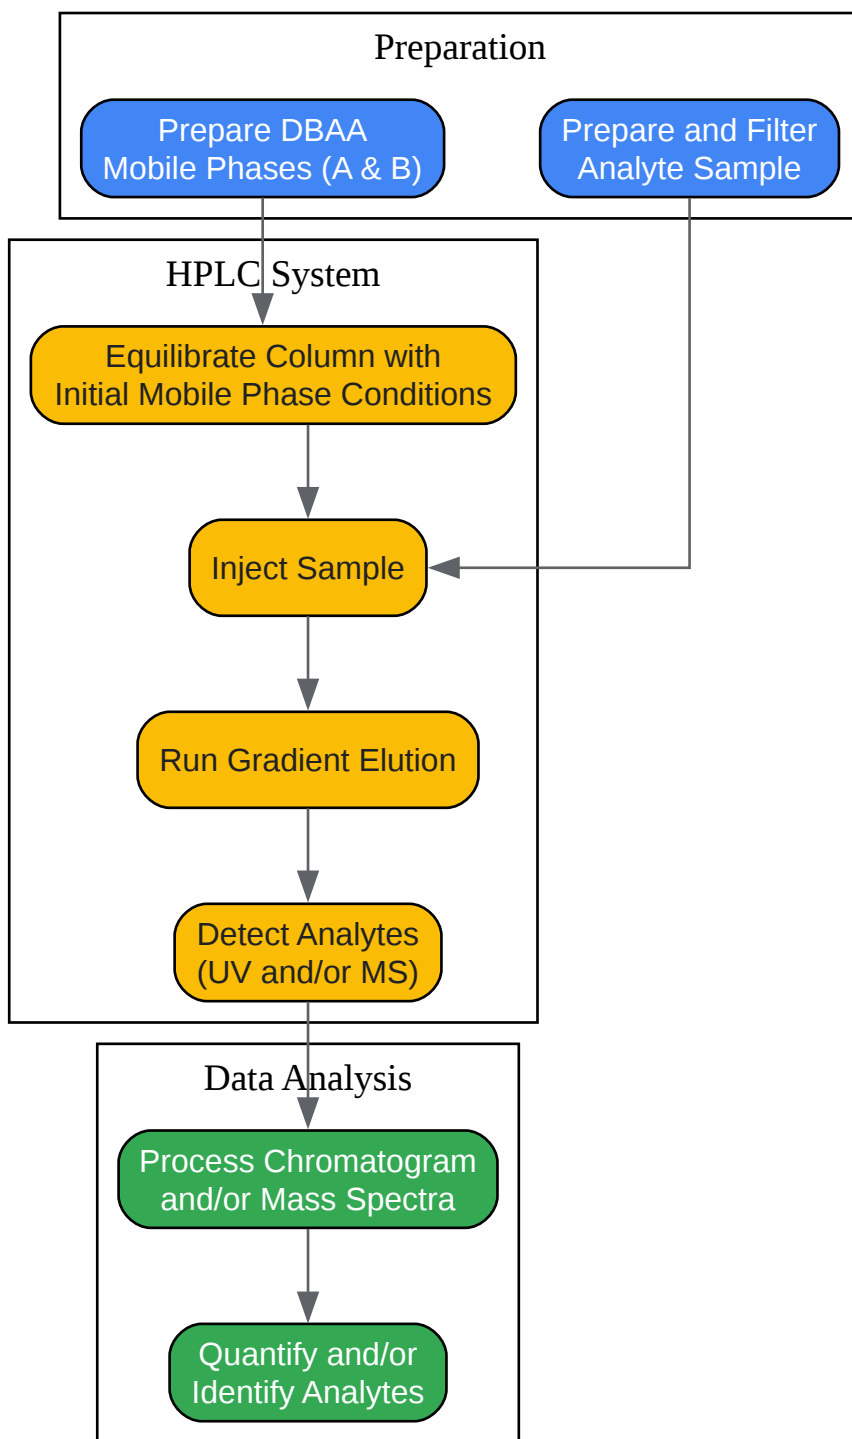 Preparation
Prepare DBAA
Mobile Phases (A & B)
Prepare and Filter
Analyte Sample
HPLC System
Equilibrate Column with
Initial Mobile Phase Conditions
Inject Sample
Run Gradient Elution
Detect Analytes
(UV and/or MS)
Data Analysis
Process Chromatogram
and/or Mass Spectra
Quantify and/or
Identify Analytes